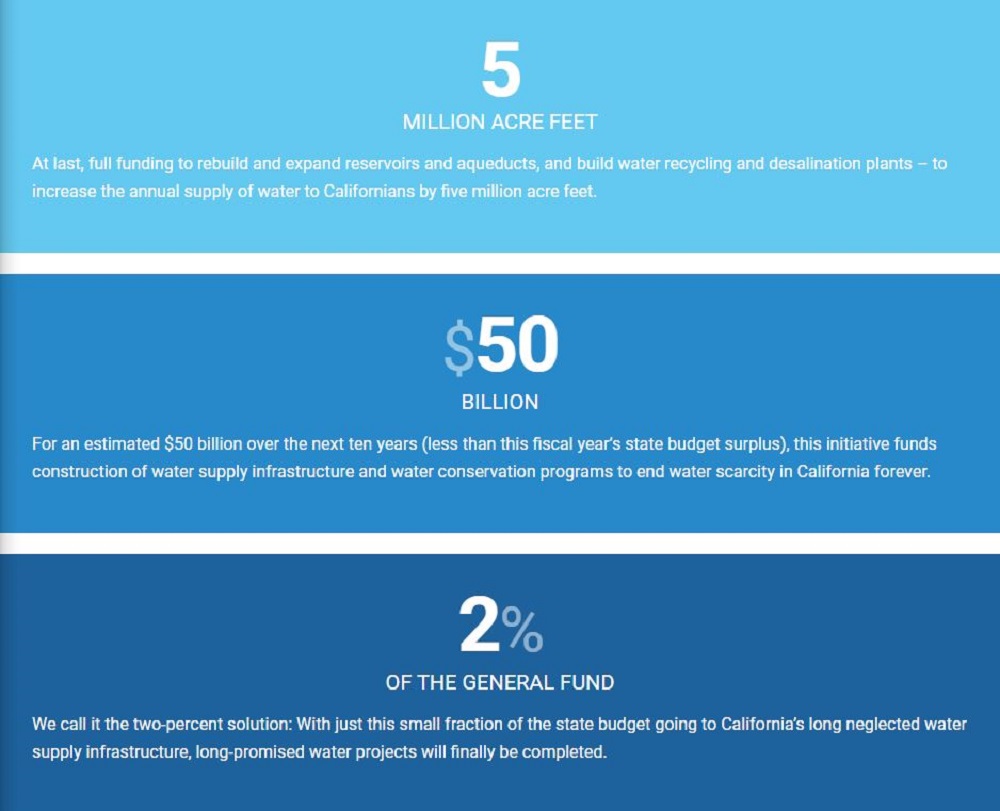 5
MILLION ACRE FEET
At last, full funding to rebuild and expand reservoirs and aqueducts, and build water recycling and desalination plants – to
increase the annual supply of water to Californians by five million acre feet.
$50
BILLION
For an estimated $50 billion over the next ten years (less than this fiscal year's state budget surplus), this initiative funds
construction of water supply infrastructure and water conservation programs to end water scarcity in California forever.
2%
OF THE GENERAL FUND
We call it the two-percent solution: With just this small fraction of the state budget going to California's long neglected water
supply infrastructure, long-promised water projects will finally be completed.